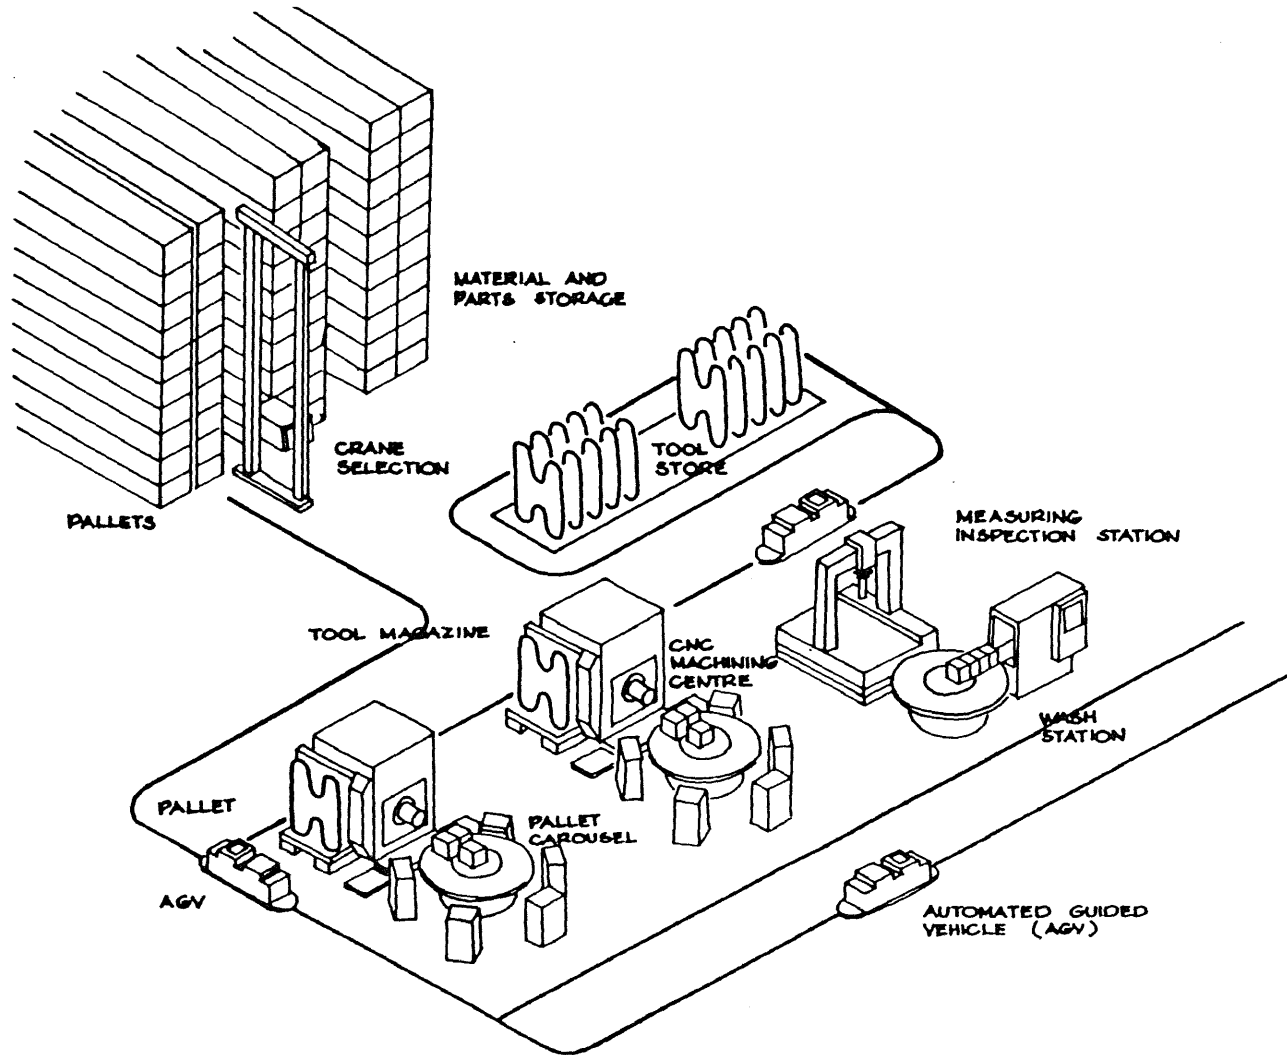 MATERIAL AND
PARTS STORAGE
CRANE
SELECTION
TOOL
STORE
PALLETS
MEASURING
INSPECTION STATION
TOOL MAGAZINE
CNC
MACHINING
CENTRE
WASH
STATION
PALLET
PALLET
CAROUSEL
AGV
AUTOMATED GUIDED
VEHICLE (AGV)